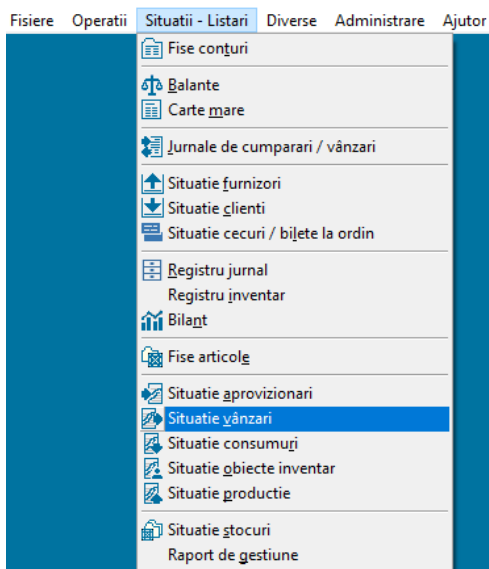 Fisiere Operatii Situatii - Listari Diverse Administrare Ajutor
Fise conturi
Balante
Carte mare
Jurnale de cumparari / vânzari
Situatie furnizori
Situatie clienti
Situatie cecuri / bilete la ordin
Registru jurnal
Registru inventar
Bilant
Fise articole
Situatie aprovizionari
Situatie vânzari
Situatie consumuri
Situatie obiecte inventar
Situatie productie
Situatie stocuri
Raport de gestiune